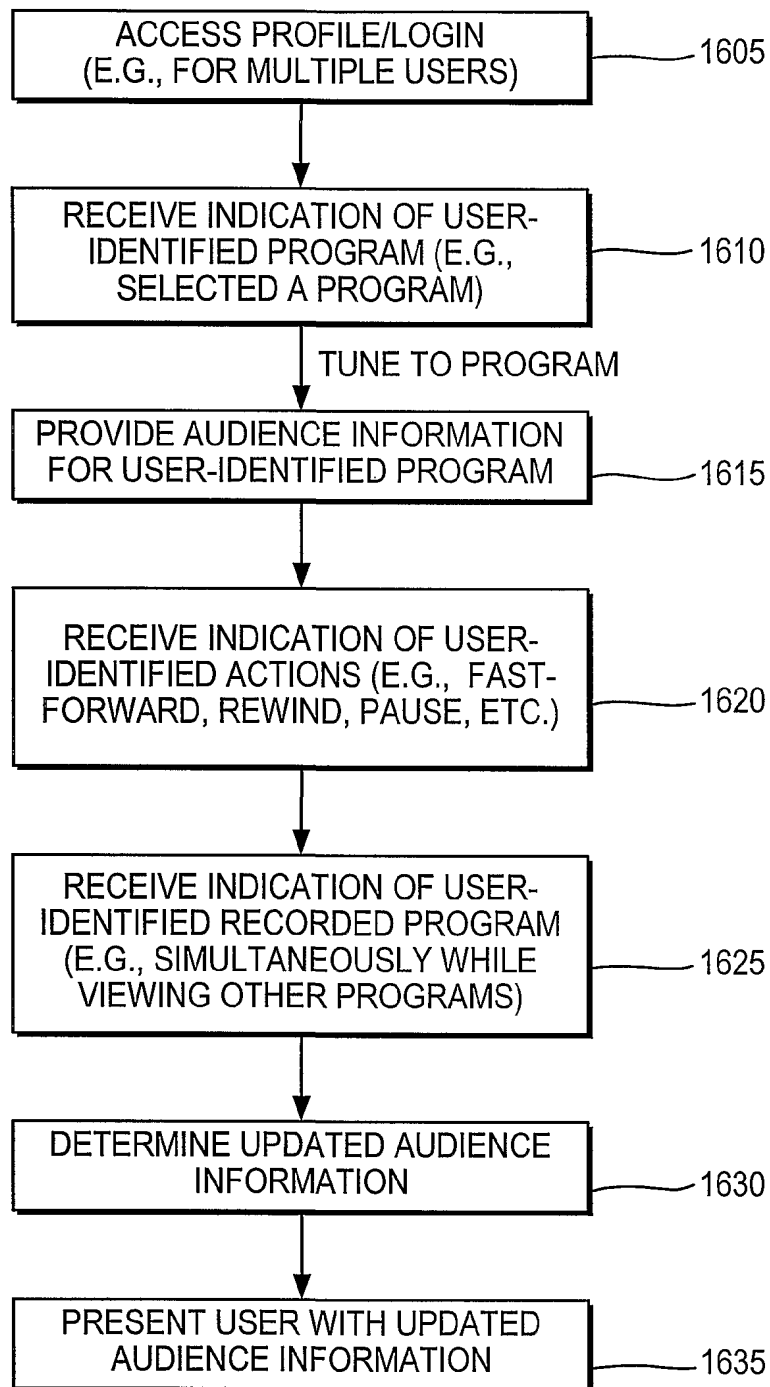 ACCESS PROFILE/LOGIN
(E.G., FOR MULTIPLE USERS)
1605
RECEIVE INDICATION OF USER-
IDENTIFIED PROGRAM (E.G.,
SELECTED A PROGRAM)
1610
TUNE TO PROGRAM
PROVIDE AUDIENCE INFORMATION
FOR USER-IDENTIFIED PROGRAM
1615
RECEIVE INDICATION OF USER-
IDENTIFIED ACTIONS (E.G., FAST-
FORWARD, REWIND, PAUSE, ETC.)
1620
RECEIVE INDICATION OF USER-
IDENTIFIED RECORDED PROGRAM
(E.G., SIMULTANEOUSLY WHILE
VIEWING OTHER PROGRAMS)
1625
DETERMINE UPDATED AUDIENCE
INFORMATION
1630
PRESENT USER WITH UPDATED
AUDIENCE INFORMATION
1635